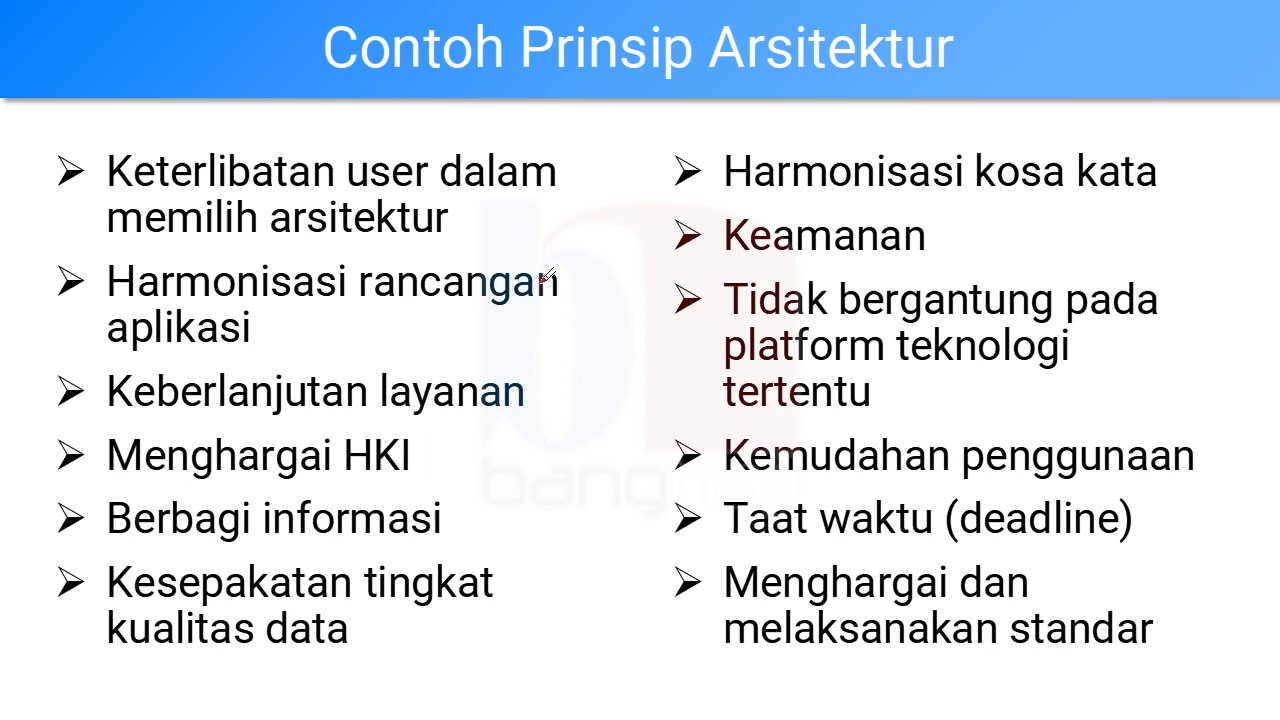 Contoh Prinsip Arsitektur
Keterlibatan user dalam
memilih arsitektur
Harmonisasi rancangan
aplikasi
Keberlanjutan layanan
Menghargai HKI
Berbagi informasi
Kesepakatan tingkat
kualitas data
Harmonisasi kosa kata
Keamanan
Tidak bergantung pada
platform teknologi
tertentu
Kemudahan penggunaan
Taat waktu (deadline)
Menghargai dan
melaksanakan standar